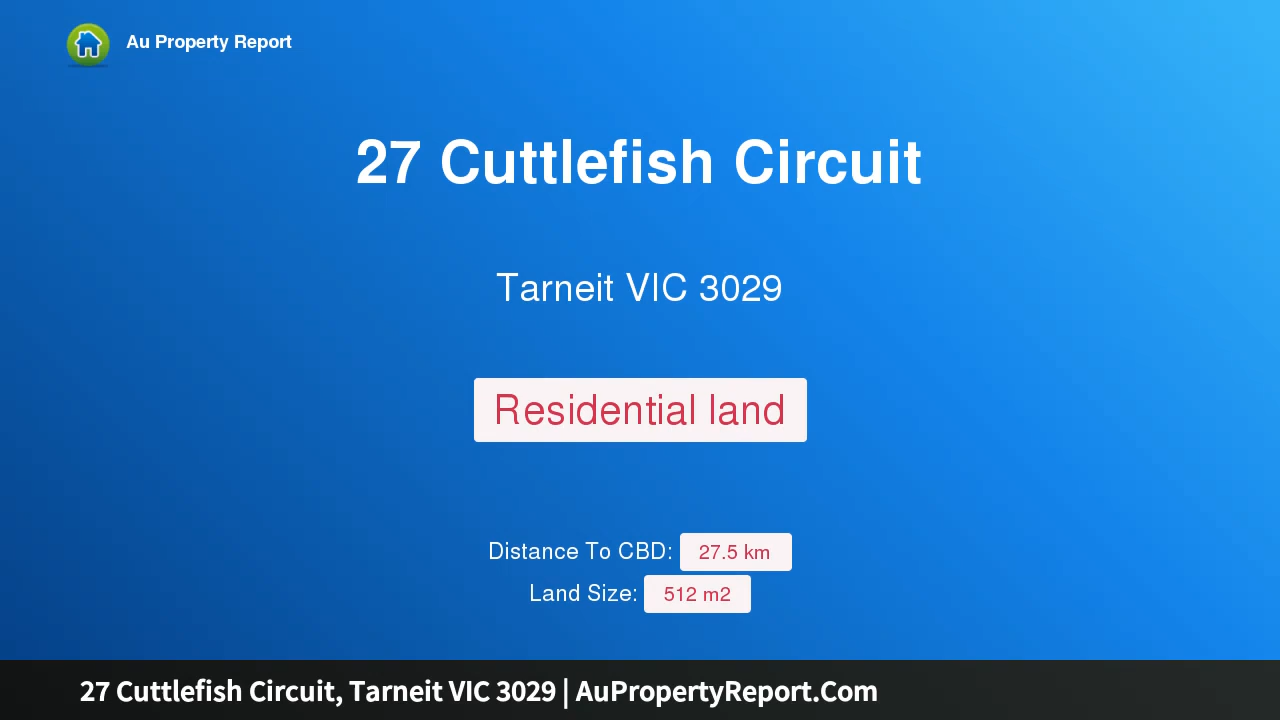 Au Property Report
27 Cuttlefish Circuit
Tarneit VIC 3029
Residential land
Distance To CBD: 27.5 km
Land Size: 512 m2
27 Cuttlefish Circuit, Tarneit VIC 3029 | AuPropertyReport.Com